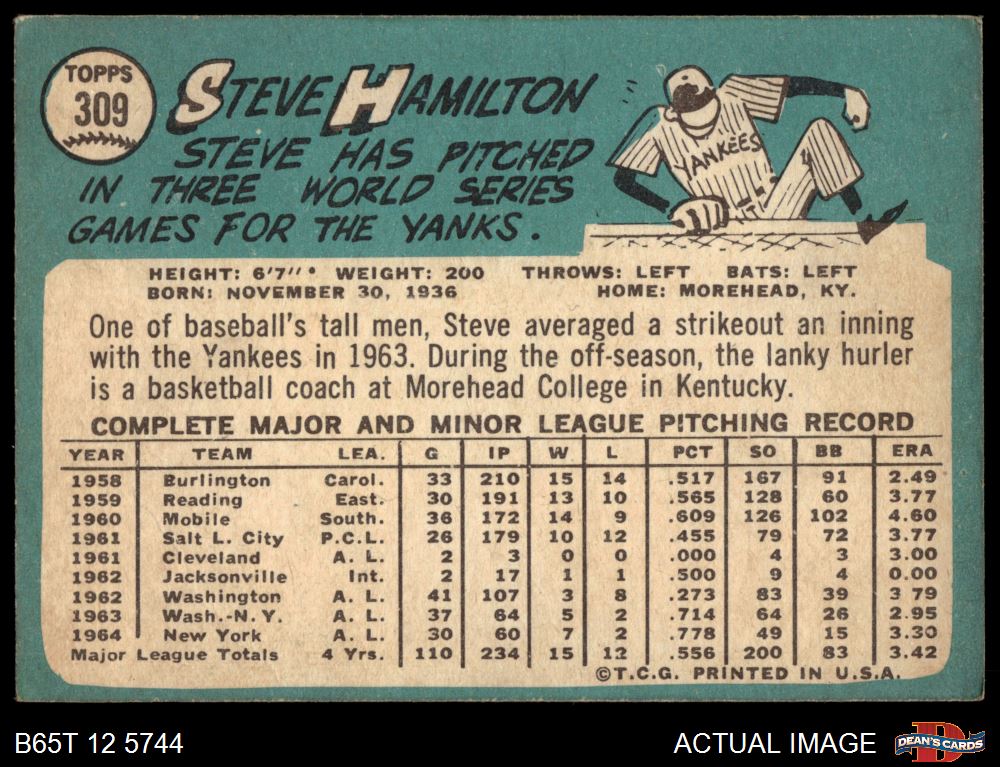 TOPPS
309
STEVE HAMILTON
STEVE HAS PITCHED
IN THREE WORLD SERIES
GAMES FOR THE YANKS.
YANKEES
HEIGHT: 6'7" • WEIGHT: 200 THROWS: LEFT BATS: LEFT
BORN: NOVEMBER 30, 1936 HOME: MOREHEAD, KY.
One of baseball's tall men, Steve averaged a strikeout an inning
with the Yankees in 1963. During the off-season, the lanky hurler
is a basketball coach at Morehead College in Kentucky.
COMPLETE MAJOR AND MINOR LEAGUE PITCHING RECORD
YEAR TEAM LEA. G IP W L PCT SO BB ERA
1958 Burlington Carol. 33 210 15 14 .517 167 91 2.49
1959 Reading East. 30 191 13 10 .565 128 60 3.77
1960 Mobile South. 36 172 14 9 .609 126 102 4.60
1961 Salt L. City P.C.L. 26 179 10 12 .455 79 72 3.77
1961 Cleveland A. L. 2 3 0 0 .000 4 3 3.00
1962 Jacksonville Int. 2 17 1 1 .500 9 4 0.00
1962 Washington A. L. 41 107 3 8 .273 83 39 3 79
1963 Wash.-N. Y. A. L. 37 64 5 2 .714 64 26 2.95
1964 New York A. L. 30 60 7 2 .778 49 15 3.30
Major League Totals 4 Yrs. 110 234 15 12 .556 200 83 3.42
©T.C.G. PRINTED IN U.S.A.
B65T 12 5744
ACTUAL IMAGE
D
DEAN'S CARDS